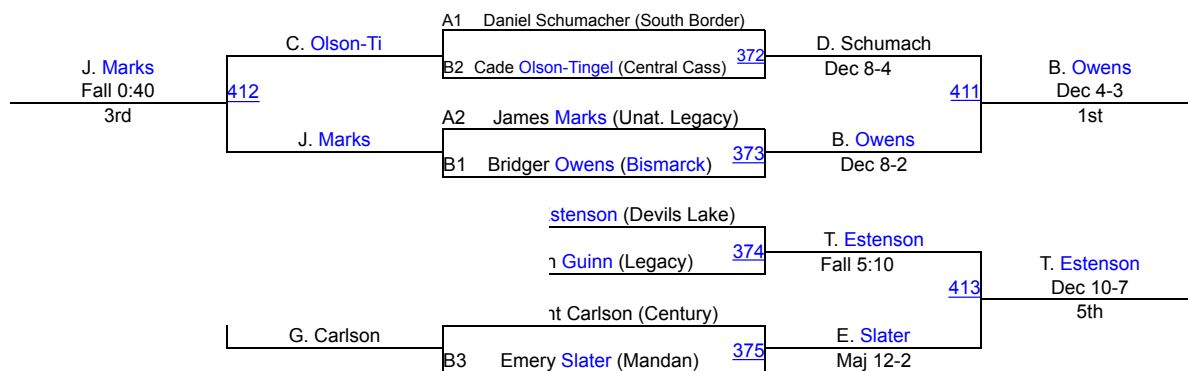 A1 Daniel Schumacher (South Border)
C. Olson-Ti
372
D. Schumach
Dec 8-4
B2 Cade Olson-Tingel (Central Cass)
J. Marks
Fall 0:40
3rd
412
411
B. Owens
Dec 4-3
1st
A2 James Marks (Unat. Legacy)
J. Marks
373
B. Owens
Dec 8-2
B1 Bridger Owens (Bismarck)
(Devils Lake)
374
T. Estenson
Fall 5:10
Guinn (Legacy)
413
T. Estenson
Dec 10-7
5th
Carlson (Century)
G. Carlson
375
E. Slater
Maj 12-2
B3 Emery Slater (Mandan)